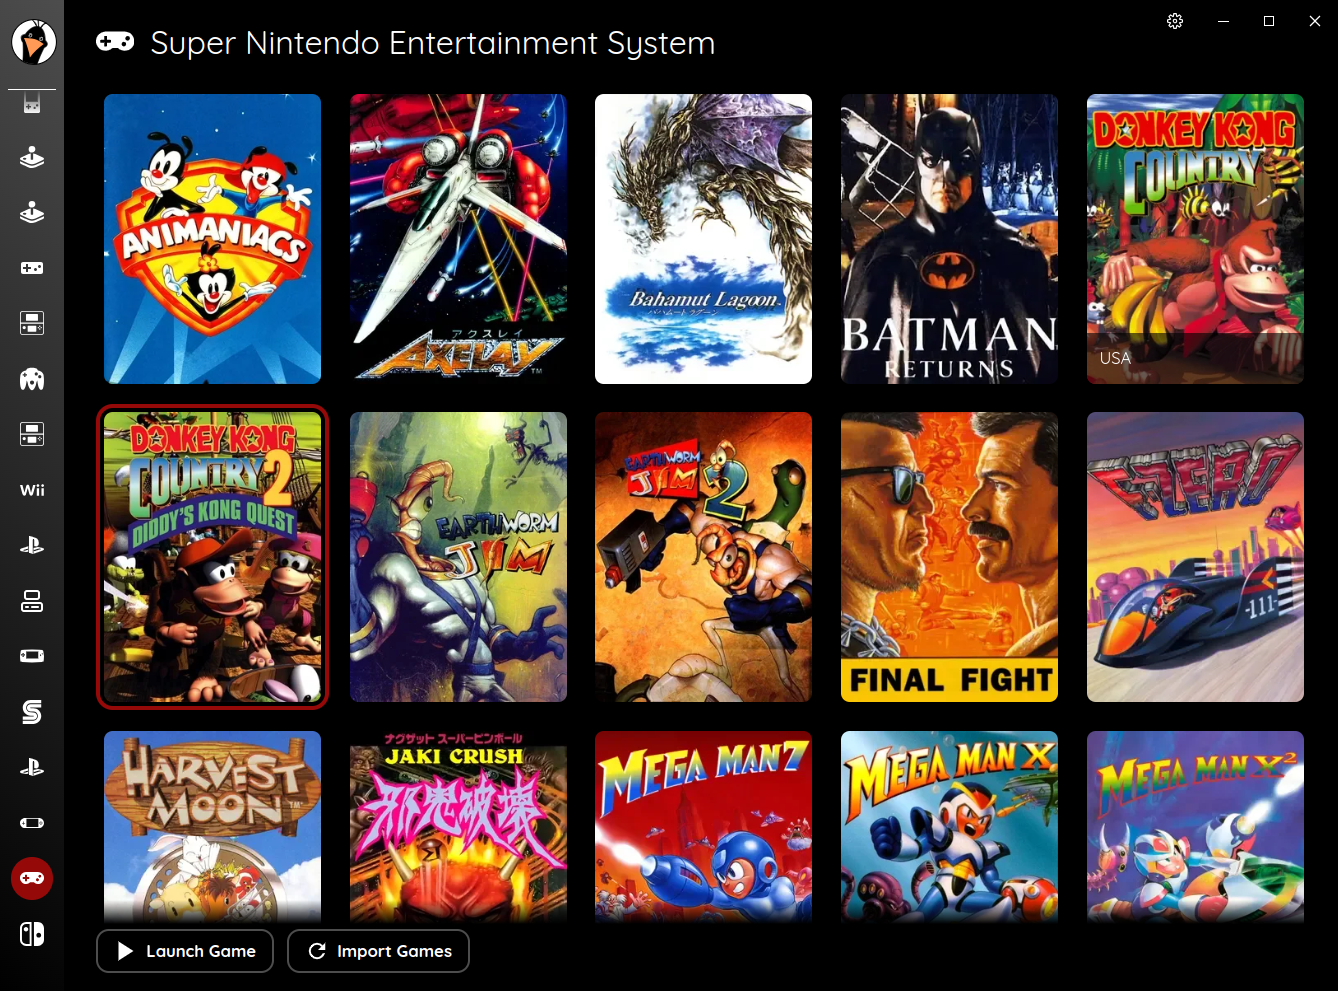 Super Nintendo Entertainment System
ANIMANIACS
アクスレイ
AXELAY
TM
Bahamut Lagoon
バハムートラグーン
BATMAN
RETURNS
DONKEY KONG
COUNTRY
USA
DONKEY KONG
COUNTRY 2
DIDDY'S KONG QUEST
EARTHWORM
JIM
EARTHWORM
JIM 2
FINAL FIGHT
F-ZERO
-111-
HARVEST
MOON
TM
ナグザット スーパーピンボール
JAKI CRUSH
邪鬼破壊
MEGA MAN 7
MEGA MAN X
MEGA MAN X2
Wii
Launch Game
Import Games